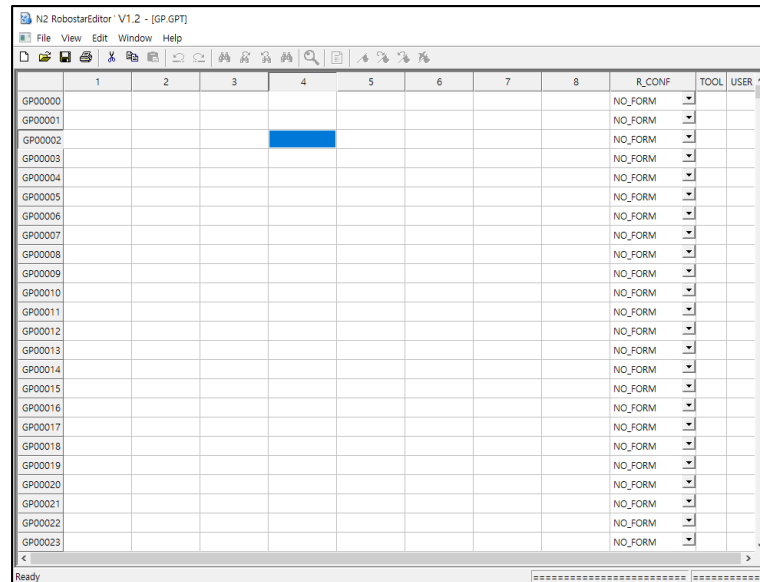 N2 RobostarEditor ' V1.2 - [GP.GPT]
File View Edit Window Help
1 2 3 4 5 6 7 8 R_CONF TOOL USER
GP00000 NO_FORM
GP00001 NO_FORM
GP00002 NO_FORM
GP00003 NO_FORM
GP00004 NO_FORM
GP00005 NO_FORM
GP00006 NO_FORM
GP00007 NO_FORM
GP00008 NO_FORM
GP00009 NO_FORM
GP00010 NO_FORM
GP00011 NO_FORM
GP00012 NO_FORM
GP00013 NO_FORM
GP00014 NO_FORM
GP00015 NO_FORM
GP00016 NO_FORM
GP00017 NO_FORM
GP00018 NO_FORM
GP00019 NO_FORM
GP00020 NO_FORM
GP00021 NO_FORM
GP00022 NO_FORM
GP00023 NO_FORM
Ready